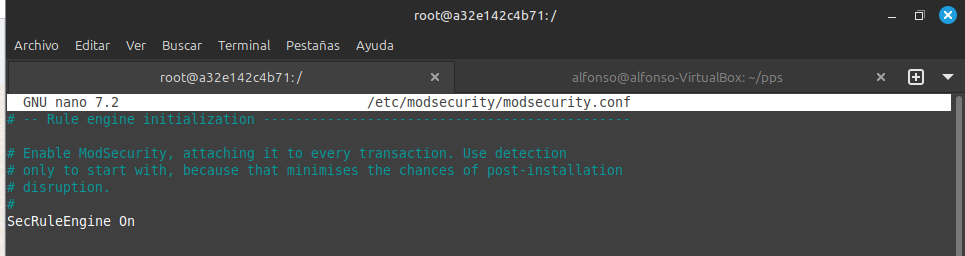 root@a32e142c4b71: /
Archivo Editar Ver Buscar Terminal Pestañas Ayuda
root@a32e142c4b71: / alfonso@alfonso-VirtualBox: ~/pps
GNU nano 7.2 /etc/modsecurity/modsecurity.conf
# -- Rule engine initialization ----------------------------------------------
# Enable ModSecurity, attaching it to every transaction. Use detection
# only to start with, because that minimises the chances of post-installation
# disruption.
#
SecRuleEngine On